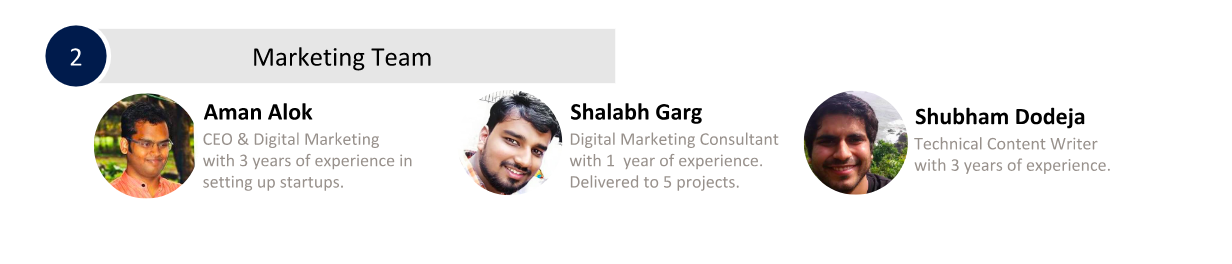 2
Marketing Team
Aman Alok
CEO & Digital Marketing
with 3 years of experience in
setting up startups.
Shalabh Garg
Digital Marketing Consultant
with 1  year of experience.
Delivered to 5 projects.
Shubham Dodeja
Technical Content Writer
with 3 years of experience.